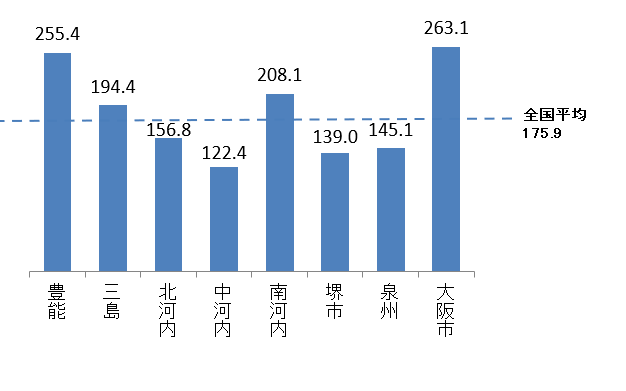 255.4
194.4
156.8
122.4
208.1
139.0
145.1
263.1
全国平均
175.9
豊能
三島
北河内
中河内
南河内
堺市
泉州
大阪市